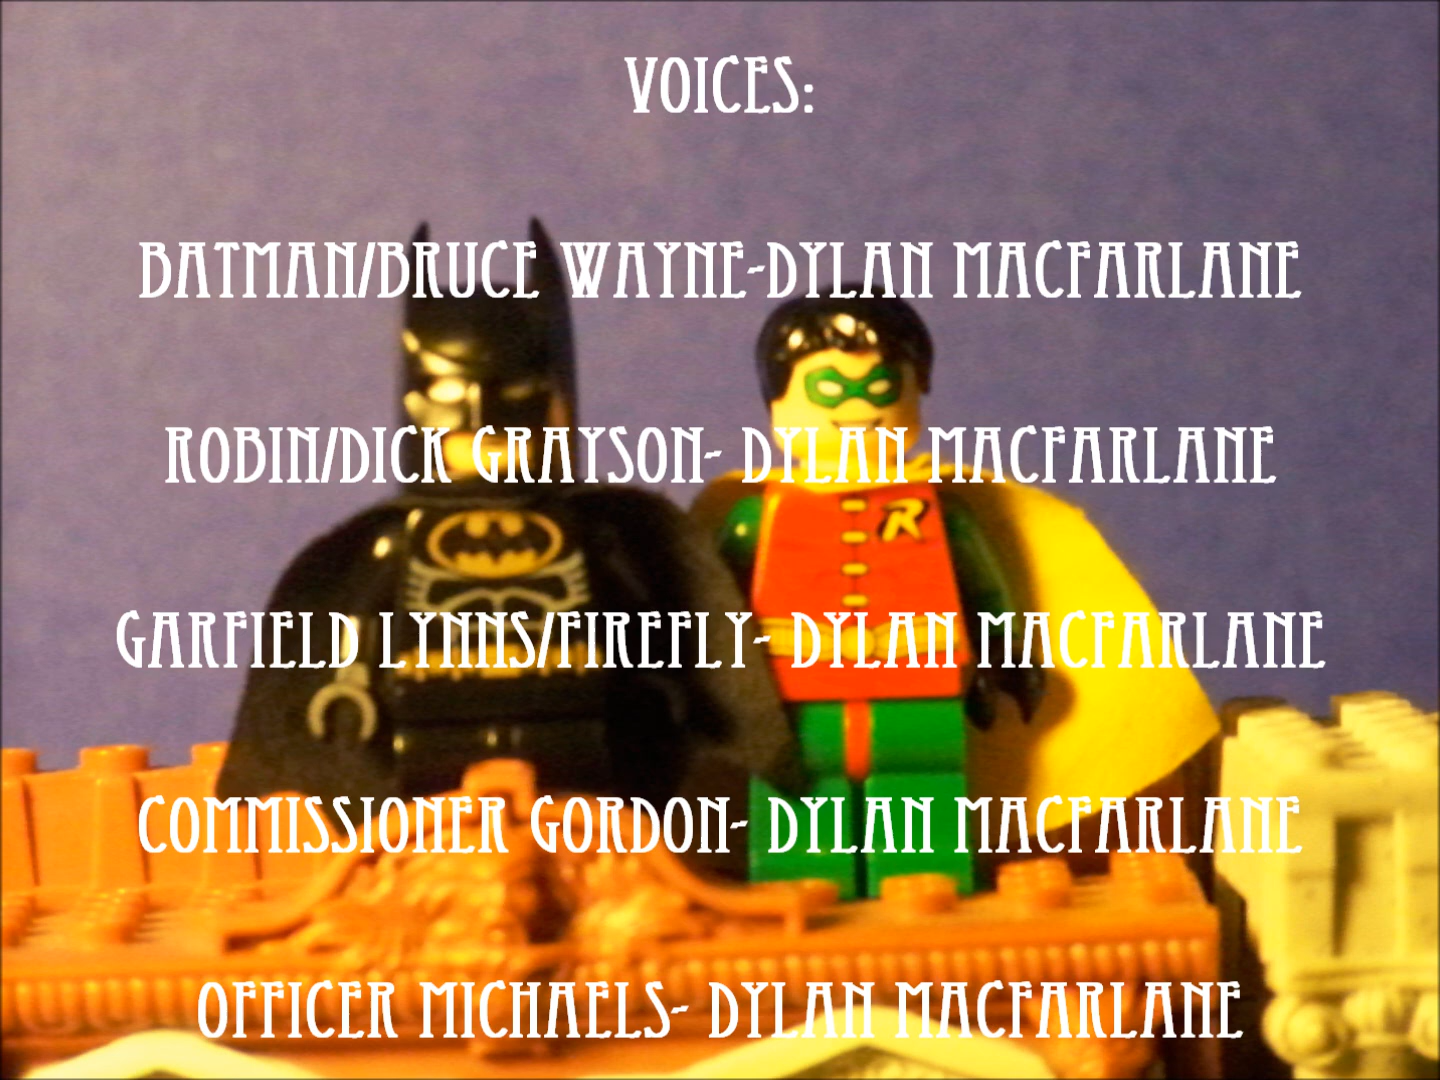 VOICES:
BATMAN/BRUCE WAYNE-DYLAN MACFARLANE
ROBIN/DICK GRAYSON- DYLAN MACFARLANE
GARFIELD LYNNS/FIREFLY- DYLAN MACFARLANE
COMMISSIONER GORDON- DYLAN MACFARLANE
OFFICER MICHAELS- DYLAN MACFARLANE
R